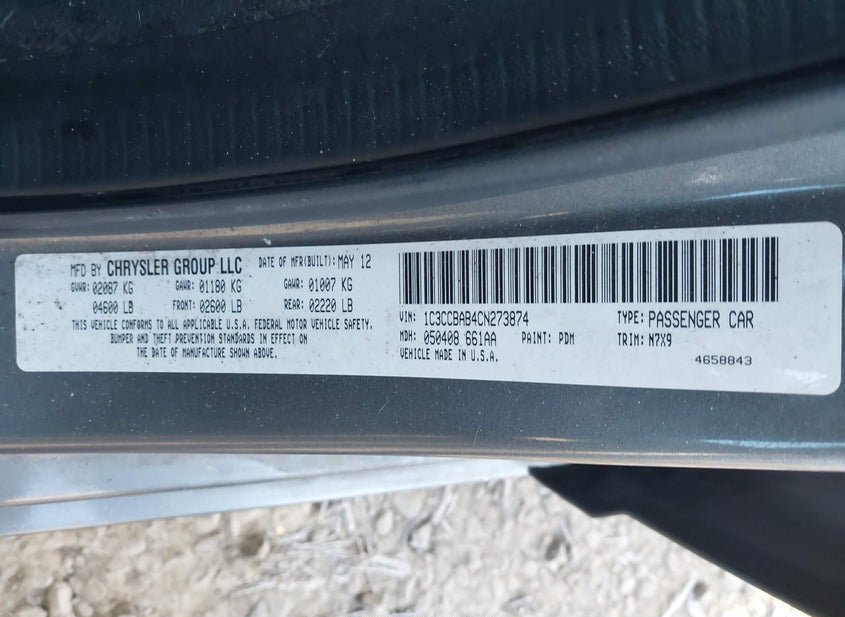 MFD BY CHRYSLER GROUP LLC DATE OF MFR(BUILT): MAY 12
GVWR: 02087 KG GAWR: 01180 KG GAWR: 01007 KG
04600 LB FRONT: 02600 LB REAR: 02220 LB
THIS VEHICLE CONFORMS TO ALL APPLICABLE U.S.A. FEDERAL MOTOR VEHICLE SAFETY,
BUMPER AND THEFT PREVENTION STANDARDS IN EFFECT ON
THE DATE OF MANUFACTURE SHOWN ABOVE.
VIN: 1C3CCBAB4CN273874 TYPE: PASSENGER CAR
MDH: 050408 661AA PAINT: PDM TRIM: N7X9
VEHICLE MADE IN U.S.A. 4658843